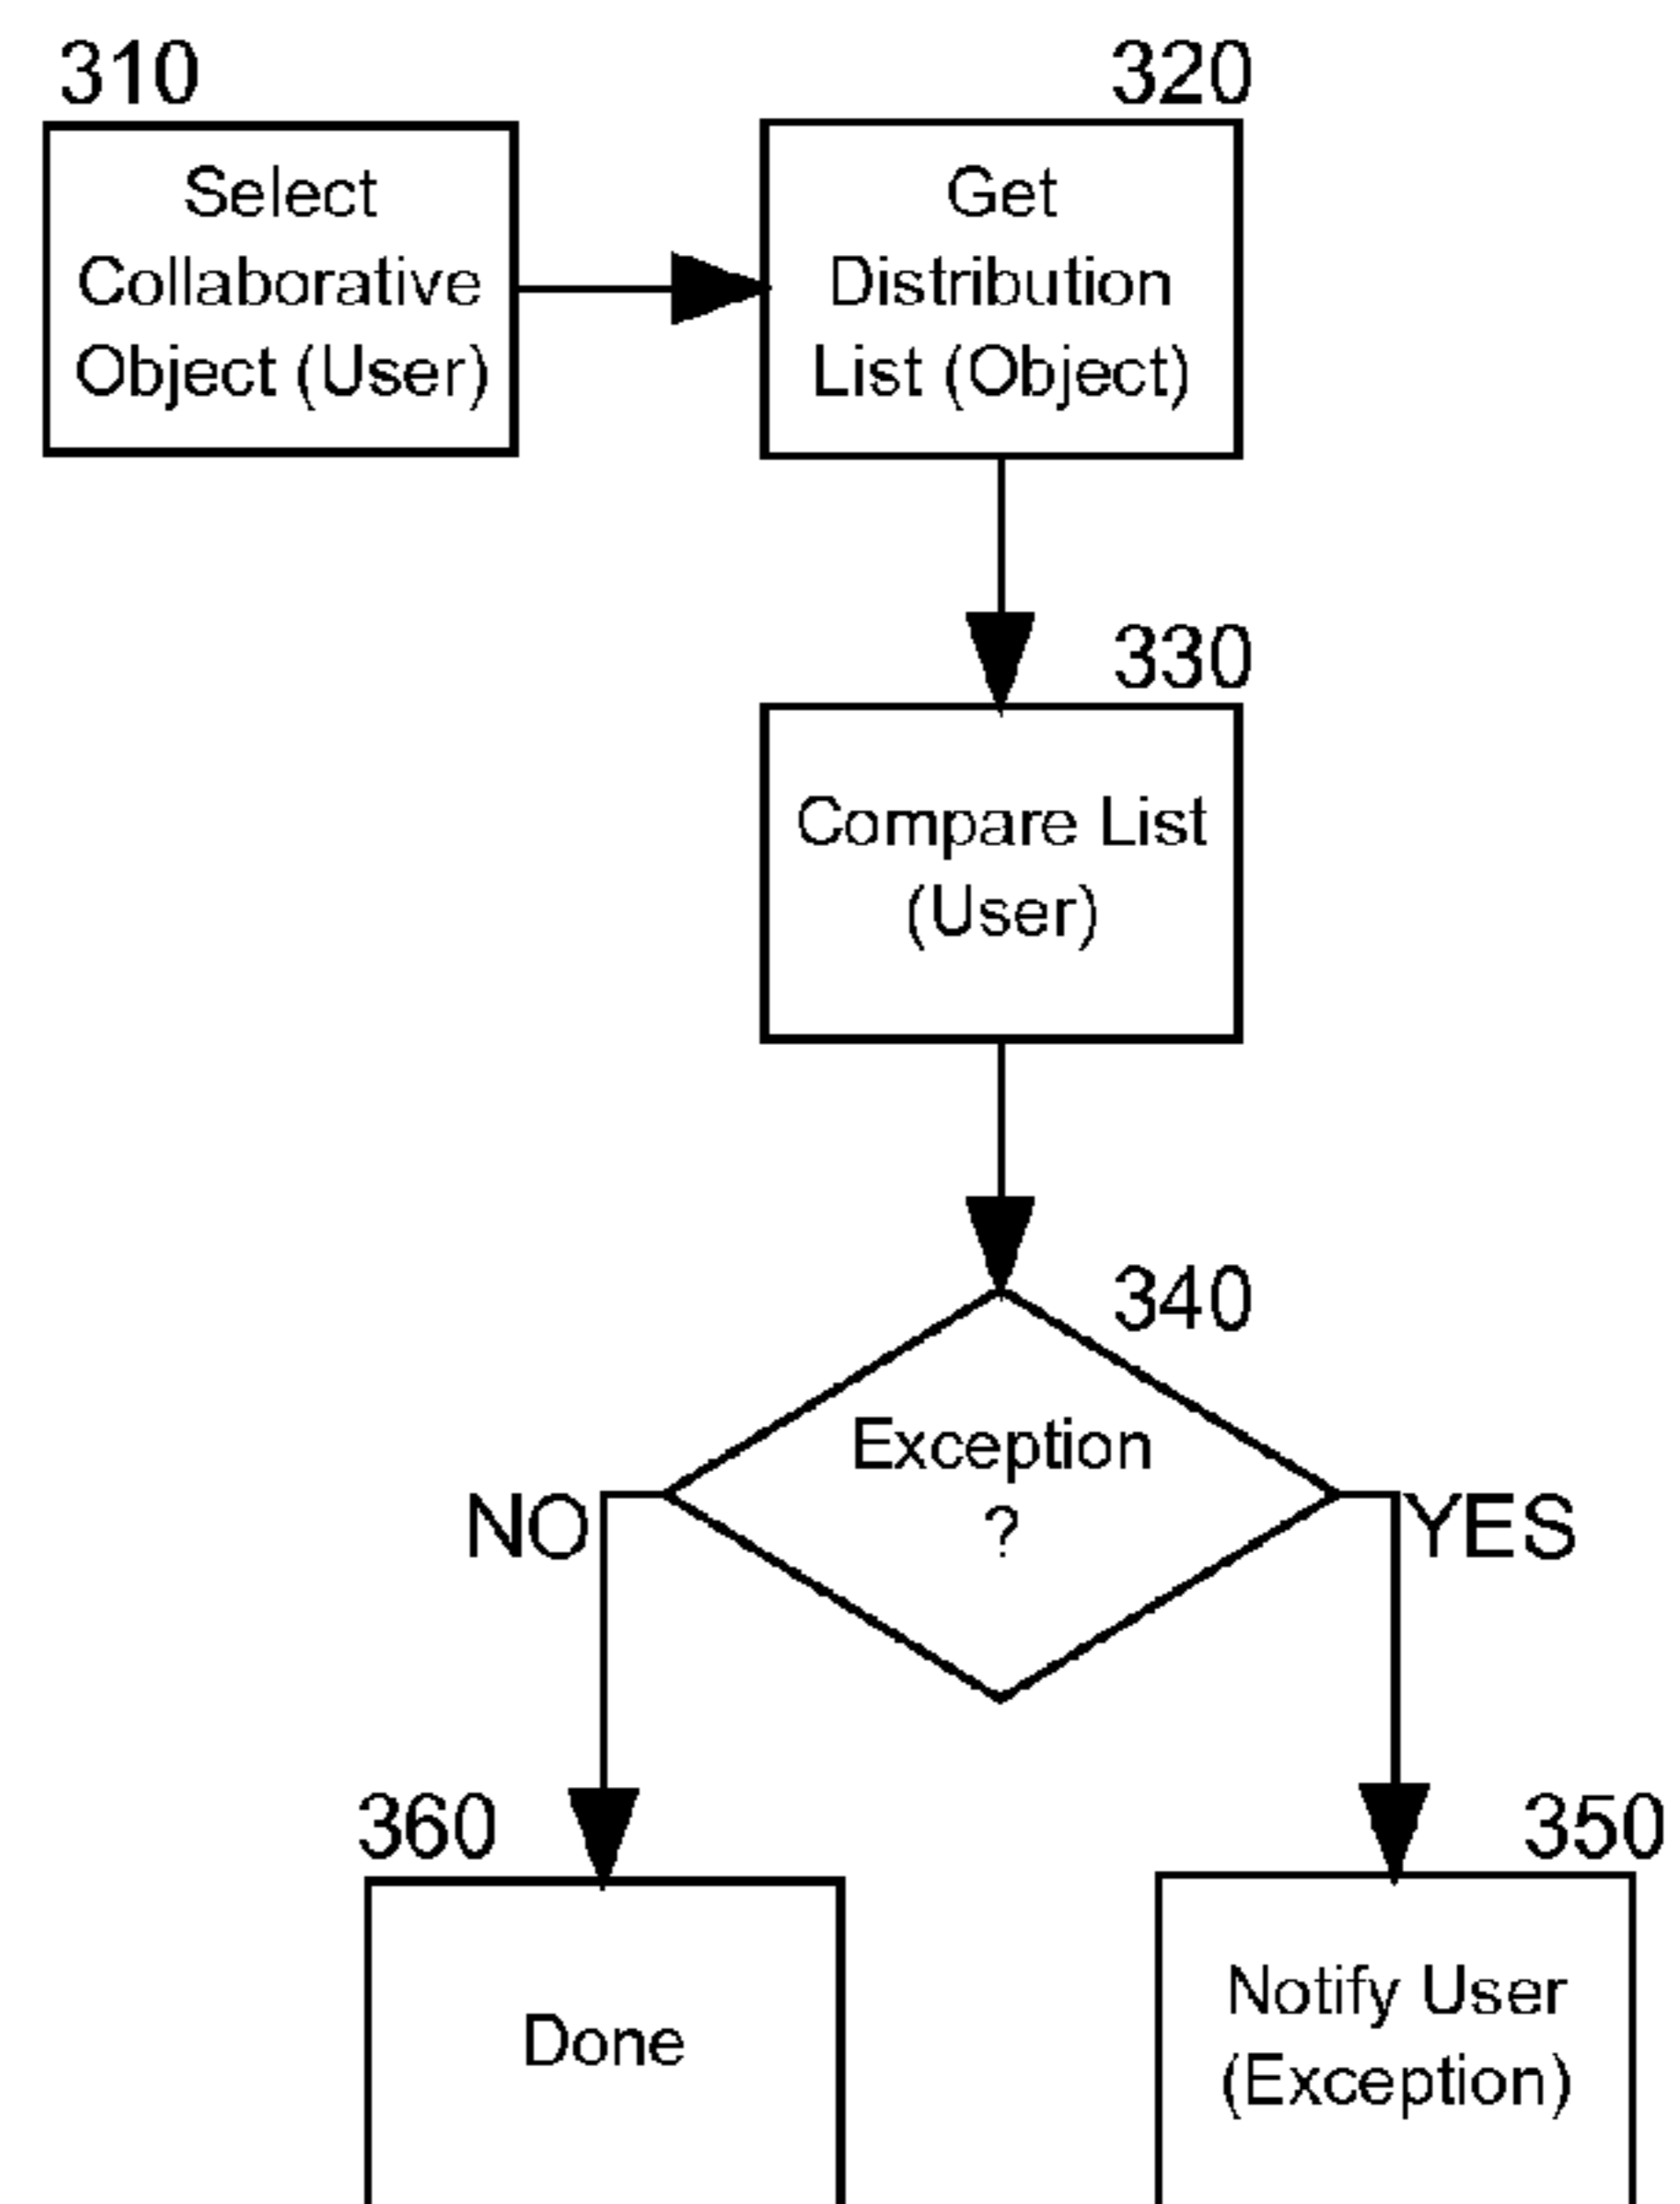 310
Select
Collaborative
Object (User)
320
Get
Distribution
List (Object)
330
Compare List
(User)
340
Exception
?
NO
YES
360
Done
350
Notify User
(Exception)